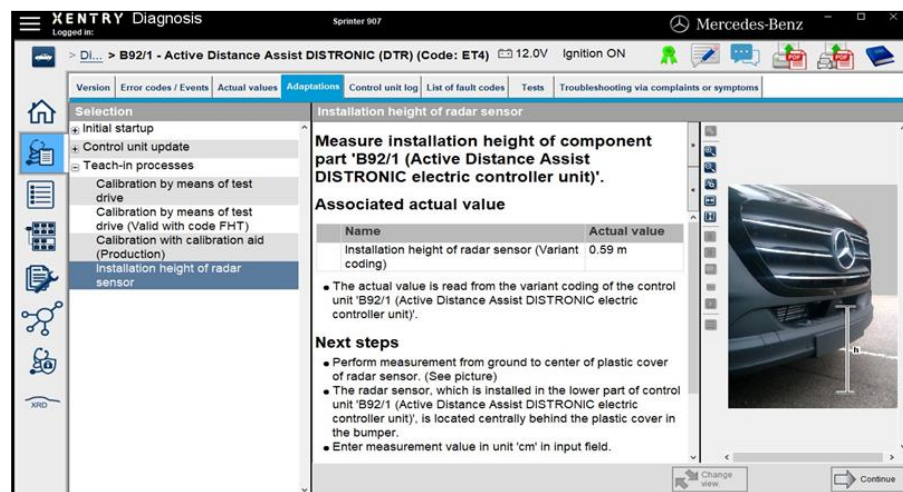 XENTRY Diagnosis
Sprinter 907
Mercedes-Benz
Logged in:
> Di... > B92/1 - Active Distance Assist DISTRONIC (DTR) (Code: ET4) 12.0V Ignition ON
PDF PDF
Version Error codes / Events Actual values Adaptations Control unit log List of fault codes Tests Troubleshooting via complaints or symptoms
Selection
Initial startup
Control unit update
Teach-in processes
Calibration by means of test
drive
Calibration by means of test
drive (Valid with code FHT)
Calibration with calibration aid
(Production)
Installation height of radar
sensor
XRD
Installation height of radar sensor
Measure installation height of component
part 'B92/1 (Active Distance Assist
DISTRONIC electric controller unit)'.
Associated actual value
Name Actual value
Installation height of radar sensor (Variant 0.59 m
coding)
• The actual value is read from the variant coding of the control
unit 'B92/1 (Active Distance Assist DISTRONIC electric
controller unit)'.
Next steps
• Perform measurement from ground to center of plastic cover
of radar sensor. (See picture)
• The radar sensor, which is installed in the lower part of control
unit 'B92/1 (Active Distance Assist DISTRONIC electric
controller unit)', is located centrally behind the plastic cover in
the bumper.
• Enter measurement value in unit 'cm' in input field.
h
Change
view
Continue